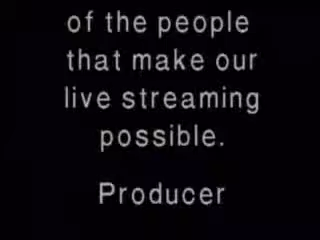 of the people
that make our
live streaming
possible.
Producer